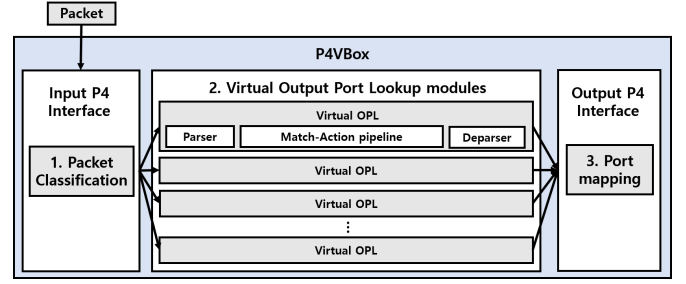 Packet
P4VBox
Input P4
Interface
1. Packet
Classification
2. Virtual Output Port Lookup modules
Virtual OPL
Parser
Match-Action pipeline
Deparser
Virtual OPL
Virtual OPL
Virtual OPL
Output P4
Interface
3. Port
mapping